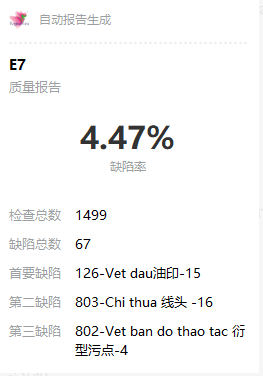 自动报告生成
E7
质量报告
4.47%
缺陷率
检查总数 1499
缺陷总数 67
首要缺陷 126-Vet dau油印-15
第二缺陷 803-Chi thua 线头 -16
第三缺陷 802-Vet ban do thao tac 衍
型污点-4